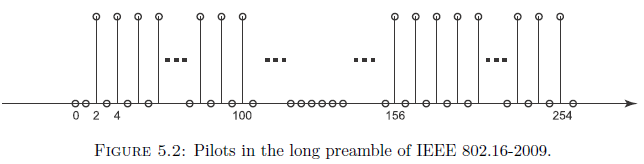 0 2 4 100 156 254
FIGURE 5.2: Pilots in the long preamble of IEEE 802.16-2009.